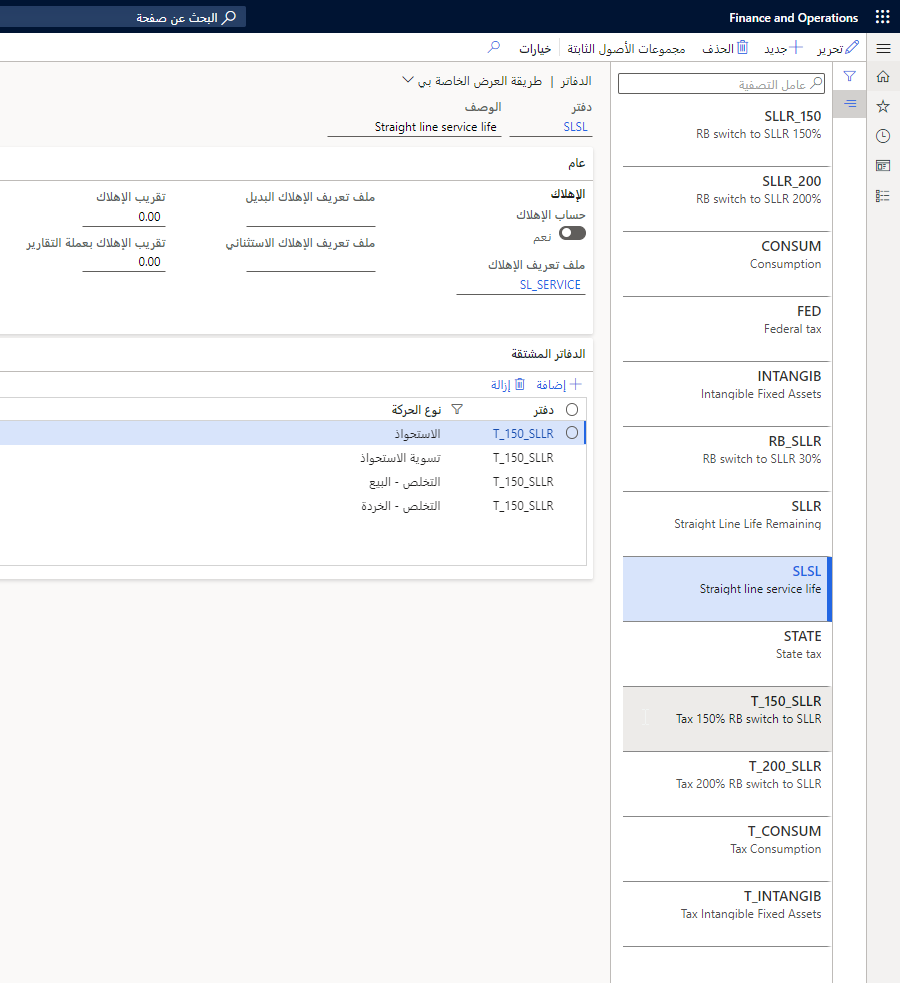 Finance and Operations
البحث عن صفحة
تحرير
جديد
الحذف
مجموعات الأصول الثابتة
خيارات
عامل التصفية
SLLR_150
RB switch to SLLR 150%
SLLR_200
RB switch to SLLR 200%
CONSUM
Consumption
FED
Federal tax
INTANGIB
Intangible Fixed Assets
RB_SLLR
RB switch to SLLR 30%
SLLR
Straight Line Life Remaining
SLSL
Straight line service life
STATE
State tax
T_150_SLLR
Tax 150% RB switch to SLLR
T_200_SLLR
Tax 200% RB switch to SLLR
T_CONSUM
Tax Consumption
T_INTANGIB
Tax Intangible Fixed Assets
الدفاتر | طريقة العرض الخاصة بي
دفتر
SLSL
الوصف
Straight line service life
عام
الإهلاك
حساب الإهلاك
نعم
ملف تعريف الإهلاك
SL_SERVICE
ملف تعريف الإهلاك البديل
ملف تعريف الإهلاك الاستثنائي
تقريب الإهلاك
0.00
تقريب الإهلاك بعملة التقارير
0.00
الدفاتر المشتقة
إضافة
إزالة
دفتر نوع الحركة
T_150_SLLR الاستحواذ
T_150_SLLR تسوية الاستحواذ
T_150_SLLR التخلص - البيع
T_150_SLLR التخلص - الخردة